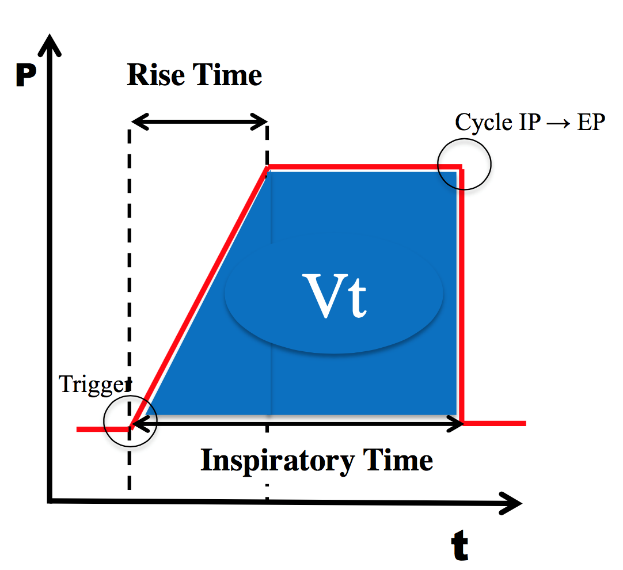 P
Rise Time
Cycle IP → EP
Vt
Trigger
Inspiratory Time
t